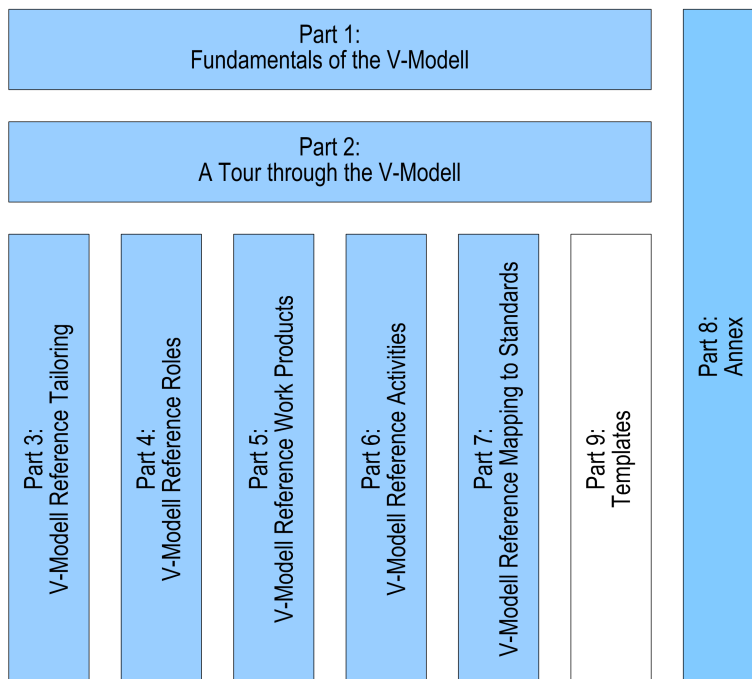 Part 1:
Fundamentals of the V-Modell
Part 2:
A Tour through the V-Modell
Part 3:
V-Modell Reference Tailoring
Part 4:
V-Modell Reference Roles
Part 5:
V-Modell Reference Work Products
Part 6:
V-Modell Reference Activities
Part 7:
V-Modell Reference Mapping to Standards
Part 9:
Templates
Part 8:
Annex